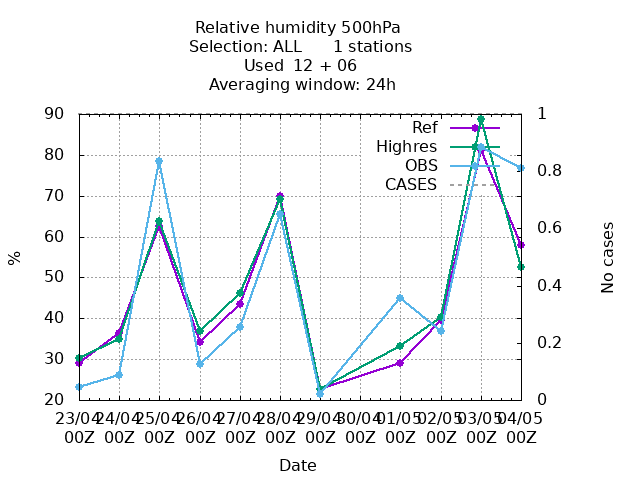 Relative humidity 500hPa
Selection: ALL      1 stations
Used  12 + 06
Averaging window: 24h
90
80
70
60
50
40
30
20
%
1
0.8
0.6
0.4
0.2
0
No cases
Ref
Highres
OBS
CASES
23/04 24/04 25/04 26/04 27/04 28/04 29/04 30/04 01/05 02/05 03/05 04/05
00Z 00Z 00Z 00Z 00Z 00Z 00Z 00Z 00Z 00Z 00Z 00Z
Date